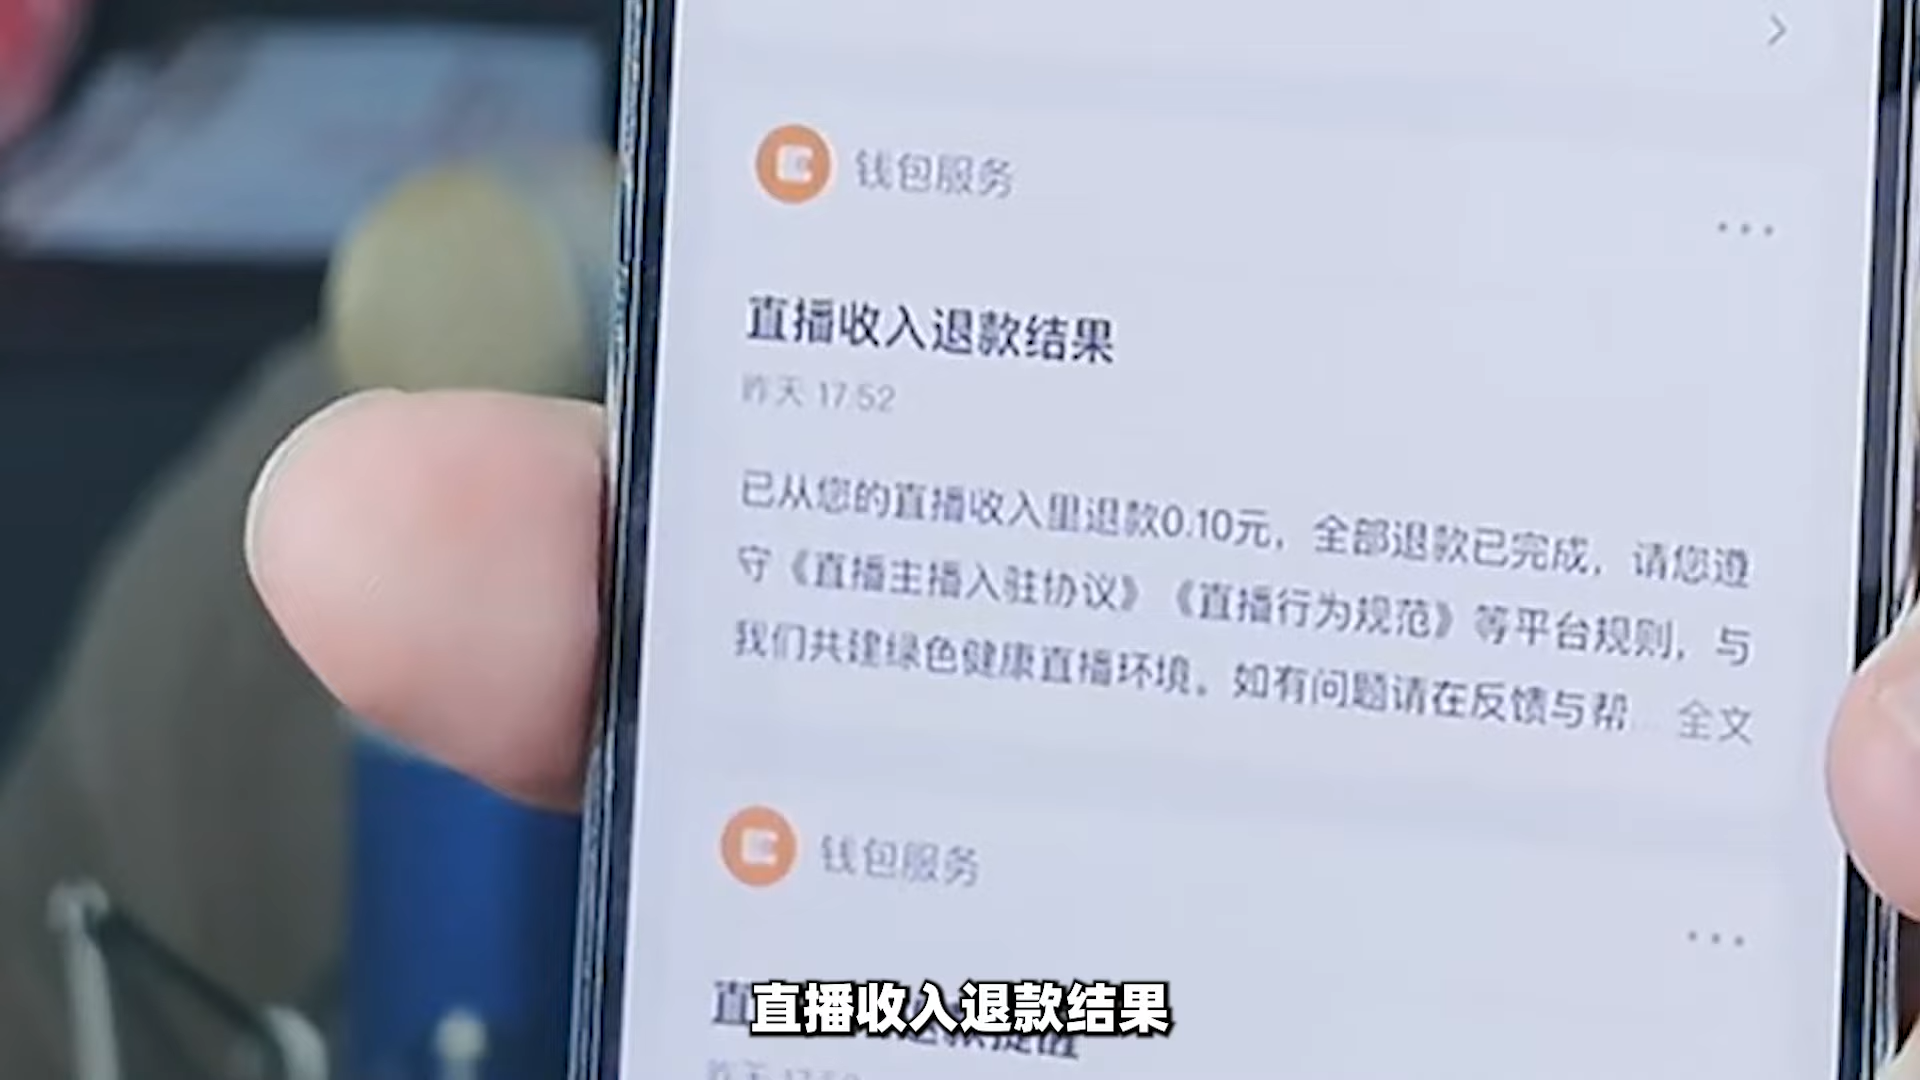 钱包服务
直播收入退款结果
昨天 17:52
已从您的直播收入里退款0.10元，全部退款已完成，请您遵
守《直播主播入驻协议》《直播行为规范》等平台规则，与
我们共建绿色健康直播环境。如有问题请在反馈与帮... 全文
钱包服务
直播收入退款结果